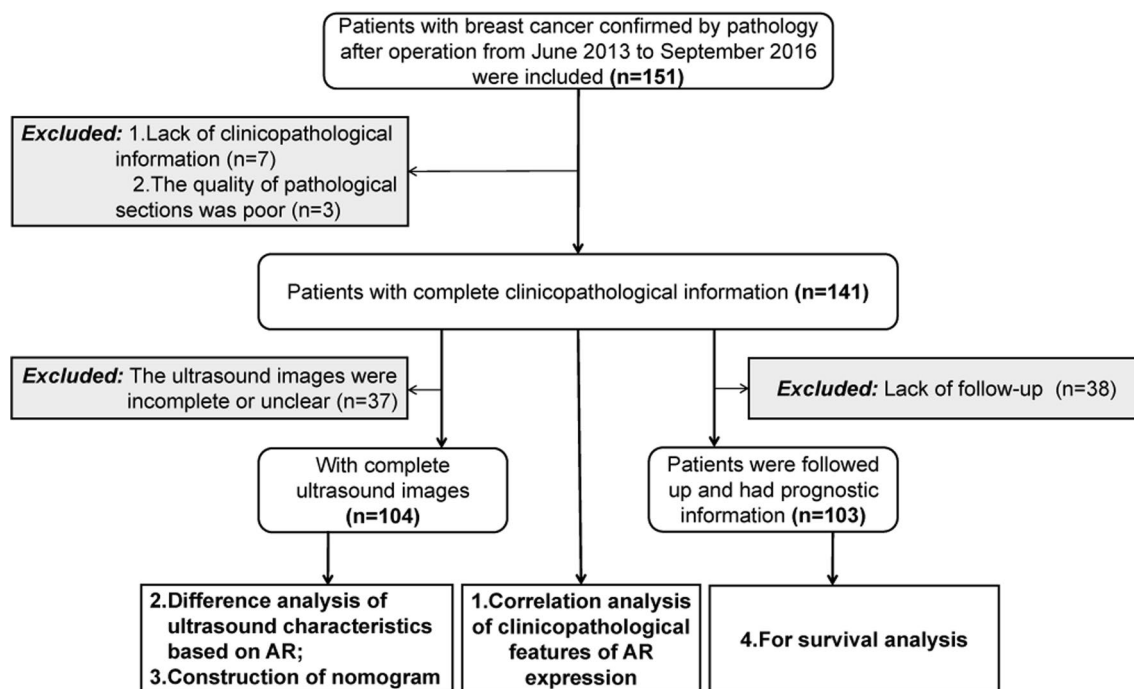 Patients with breast cancer confirmed by pathology
after operation from June 2013 to September 2016
were included (n=151)
Excluded: 1.Lack of clinicopathological
information (n=7)
2.The quality of pathological
sections was poor (n=3)
Patients with complete clinicopathological information (n=141)
Excluded: The ultrasound images were
incomplete or unclear (n=37)
Excluded: Lack of follow-up (n=38)
With complete
ultrasound images
(n=104)
Patients were followed
up and had prognostic
information (n=103)
2.Difference analysis of
ultrasound characteristics
based on AR;
3.Construction of nomogram
1.Correlation analysis
of clinicopathological
features of AR
expression
4.For survival analysis